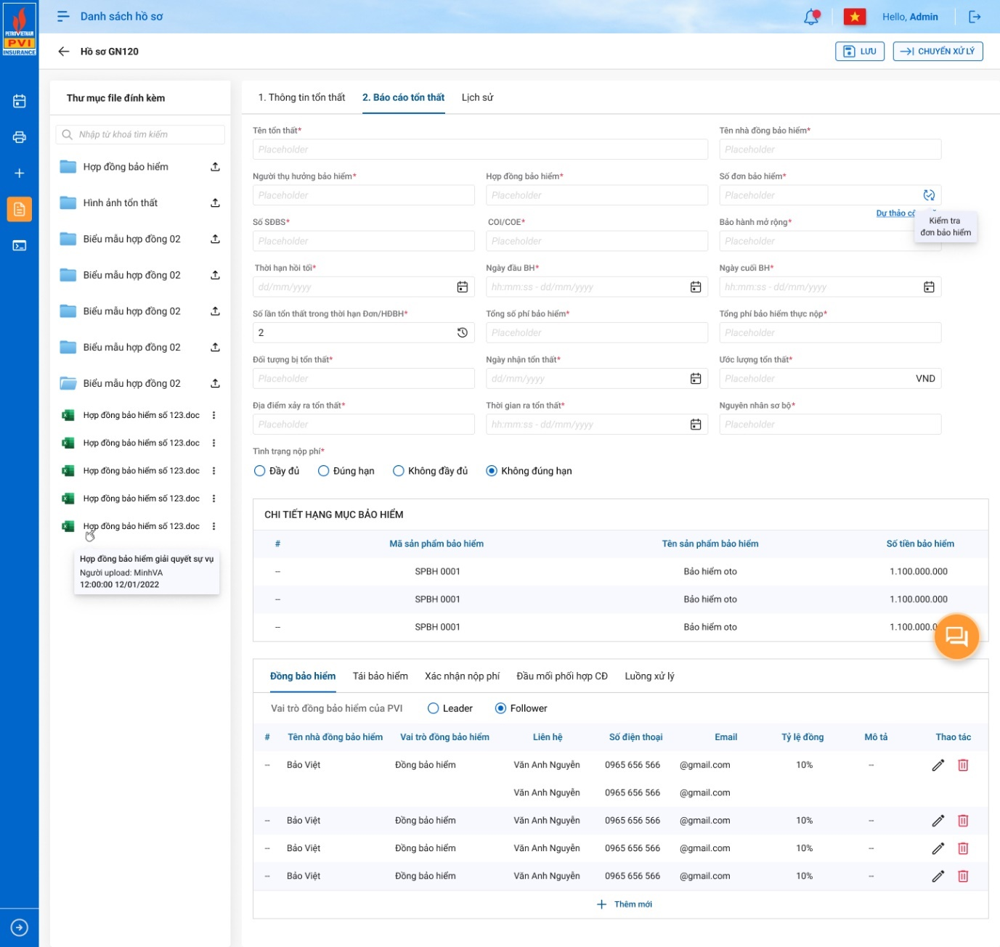 PETROVIETNAM
PVI
INSURANCE
Danh sách hồ sơ
Hello, Admin
Hồ sơ GN120
LƯU
CHUYỂN XỬ LÝ
Thư mục file đính kèm
Nhập từ khoá tìm kiếm
Hợp đồng bảo hiểm
Hình ảnh tổn thất
Biểu mẫu hợp đồng 02
Biểu mẫu hợp đồng 02
Biểu mẫu hợp đồng 02
Biểu mẫu hợp đồng 02
Biểu mẫu hợp đồng 02
Hợp đồng bảo hiểm số 123.doc
Hợp đồng bảo hiểm số 123.doc
Hợp đồng bảo hiểm số 123.doc
Hợp đồng bảo hiểm số 123.doc
Hợp đồng bảo hiểm số 123.doc
Hợp đồng bảo hiểm giải quyết sự vụ
Người upload: MinhVA
12:00:00 12/01/2022
1. Thông tin tổn thất 2. Báo cáo tổn thất Lịch sử
Tên tổn thất* Tên nhà đồng bảo hiểm*
Placeholder Placeholder
Người thụ hưởng bảo hiểm* Hợp đồng bảo hiểm* Số đơn bảo hiểm*
Placeholder Placeholder Placeholder
Dự thảo
Kiểm tra
đơn bảo hiểm
Số SĐBS* COI/COE* Bảo hành mở rộng*
Placeholder Placeholder Placeholder
Thời hạn hồi tố* Ngày đầu BH* Ngày cuối BH*
dd/mm/yyyy hh:mm:ss - dd/mm/yyyy hh:mm:ss - dd/mm/yyyy
Số lần tổn thất trong thời hạn Đơn/HĐBH* Tổng số phí bảo hiểm* Tổng phí bảo hiểm thực nộp*
2 Placeholder Placeholder
Đối tượng bị tổn thất* Ngày nhận tổn thất* Ước lượng tổn thất*
Placeholder dd/mm/yyyy Placeholder VND
Địa điểm xảy ra tổn thất* Thời gian ra tổn thất* Nguyên nhân sơ bộ*
Placeholder hh:mm:ss - dd/mm/yyyy Placeholder
Tình trạng nộp phí*
Đầy đủ Đúng hạn Không đầy đủ Không đúng hạn
CHI TIẾT HẠNG MỤC BẢO HIỂM
# Mã sản phẩm bảo hiểm Tên sản phẩm bảo hiểm Số tiền bảo hiểm
-- SPBH 0001 Bảo hiểm oto 1.100.000.000
-- SPBH 0001 Bảo hiểm oto 1.100.000.000
-- SPBH 0001 Bảo hiểm oto 1.100.000.0
Đồng bảo hiểm Tái bảo hiểm Xác nhận nộp phí Đầu mối phối hợp CĐ Luồng xử lý
Vai trò đồng bảo hiểm của PVI Leader Follower
# Tên nhà đồng bảo hiểm Vai trò đồng bảo hiểm Liên hệ Số điện thoại Email Tỷ lệ đồng Mô tả Thao tác
-- Bảo Việt Đồng bảo hiểm Văn Anh Nguyễn 0965 656 566 @gmail.com 10% --
Văn Anh Nguyễn 0965 656 566 @gmail.com
-- Bảo Việt Đồng bảo hiểm Văn Anh Nguyễn 0965 656 566 @gmail.com 10% --
-- Bảo Việt Đồng bảo hiểm Văn Anh Nguyễn 0965 656 566 @gmail.com 10% --
-- Bảo Việt Đồng bảo hiểm Văn Anh Nguyễn 0965 656 566 @gmail.com 10% --
Thêm mới